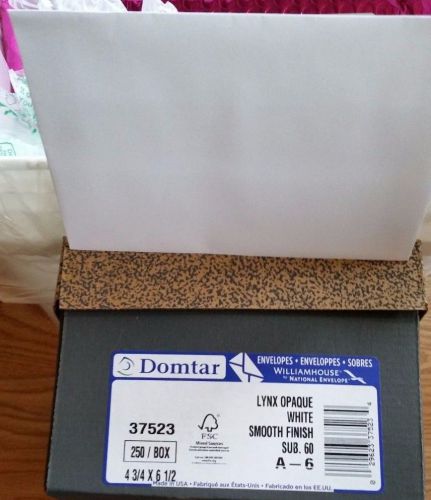 Domtar
ENVELOPES • ENVELOPPES • SOBRES
WILLIAMHOUSE
BY NATIONAL ENVELOPE
37523
250 / BOX
4 3/4 X 6 1/2
FSC
Mixed Sources
LYNX OPAQUE
WHITE
SMOOTH FINISH
SUB. 60
A – 6
Made in USA • Fabriqué aux États-Unis • Fabricado en los EE.UU.